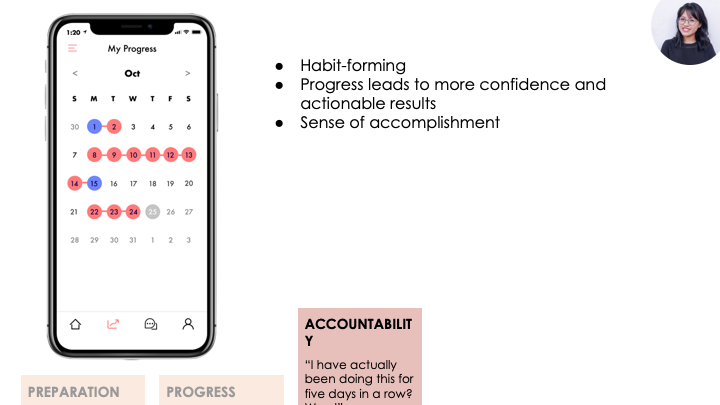 1:20
My Progress
< Oct >
S M T W T F S
30 1 2 3 4 5 6
7 8 9 10 11 12 13
14 15 16 17 18 19 20
21 22 23 24 25 26 27
28 29 30 31 1 2 3
● Habit-forming
● Progress leads to more confidence and
actionable results
● Sense of accomplishment
PREPARATION
PROGRESS
ACCOUNTABILIT
Y
“I have actually
been doing this for
five days in a row?